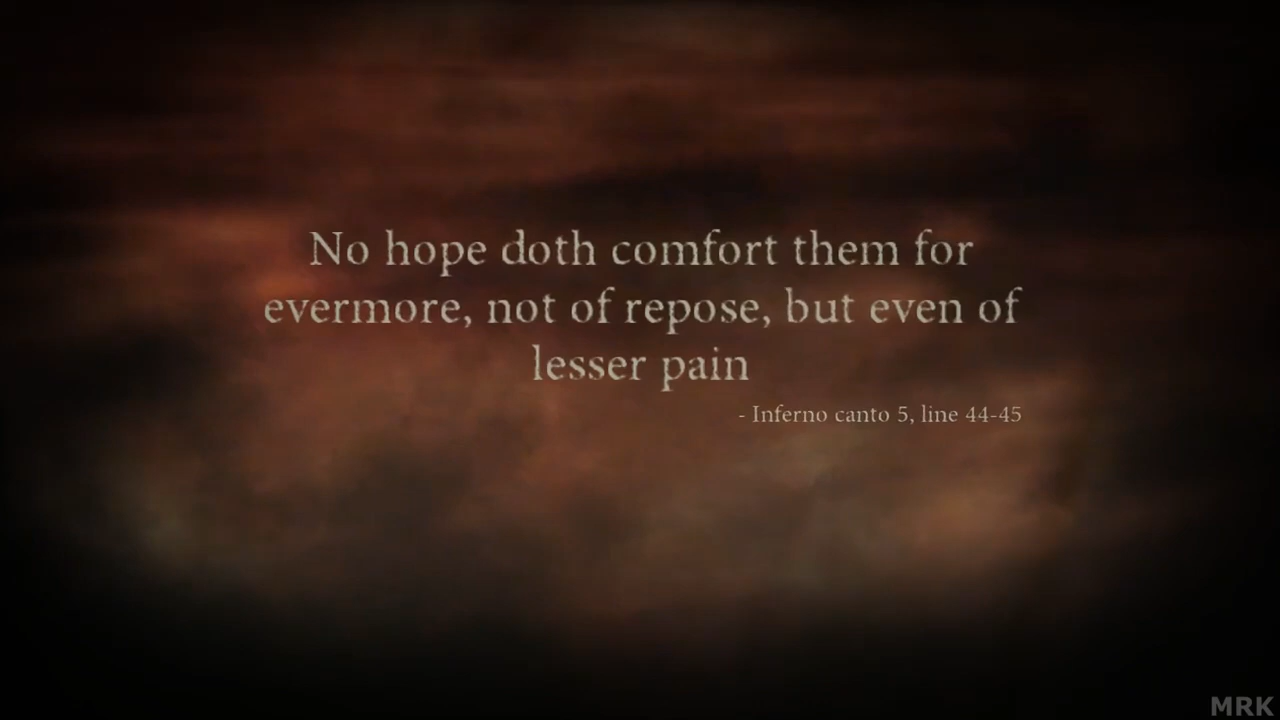 No hope doth comfort them for
evermore, not of repose, but even of
lesser pain
- Inferno canto 5, line 44-45
MRK